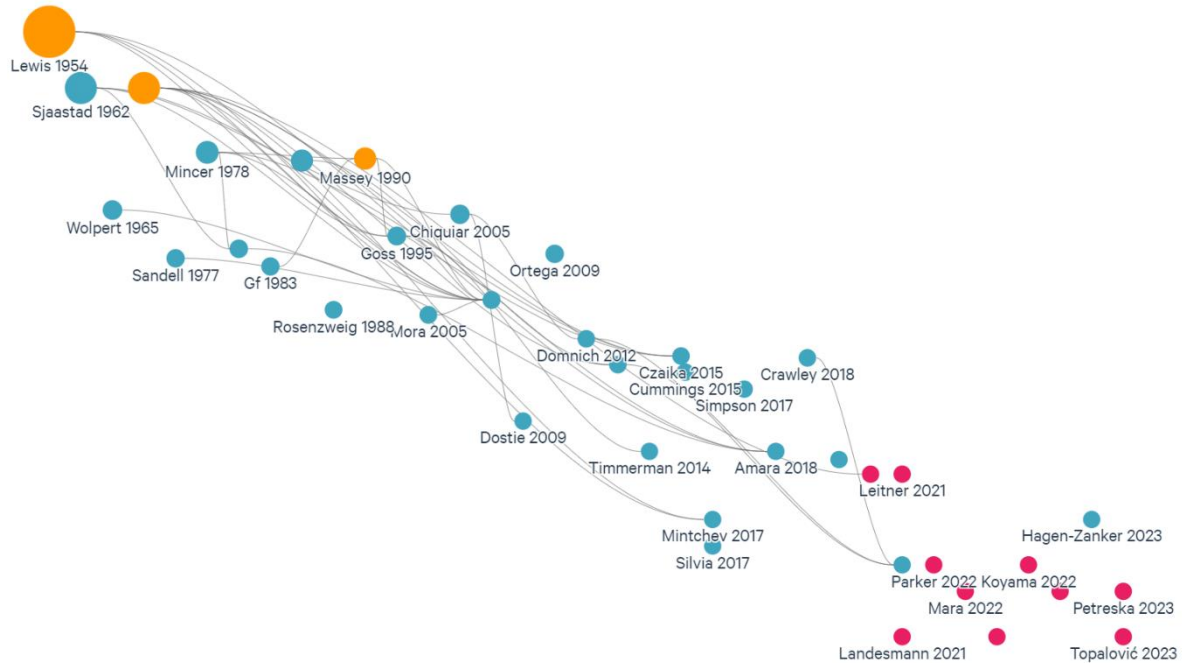 Lewis 1954
Sjaastad 1962
Mincer 1978
Massey 1990
Wolpert 1965
Chiquiar 2005
Goss 1995
Sandell 1977
Gf 1983
Ortega 2009
Rosenzweig 1988
Mora 2005
Domnich 2012
Czaika 2015
Crawley 2018
Cummings 2015
Simpson 2017
Dostie 2009
Timmerman 2014
Amara 2018
Leitner 2021
Mintchev 2017
Hagen-Zanker 2023
Silvia 2017
Parker 2022
Koyama 2022
Mara 2022
Petreska 2023
Landesmann 2021
Topalović 2023